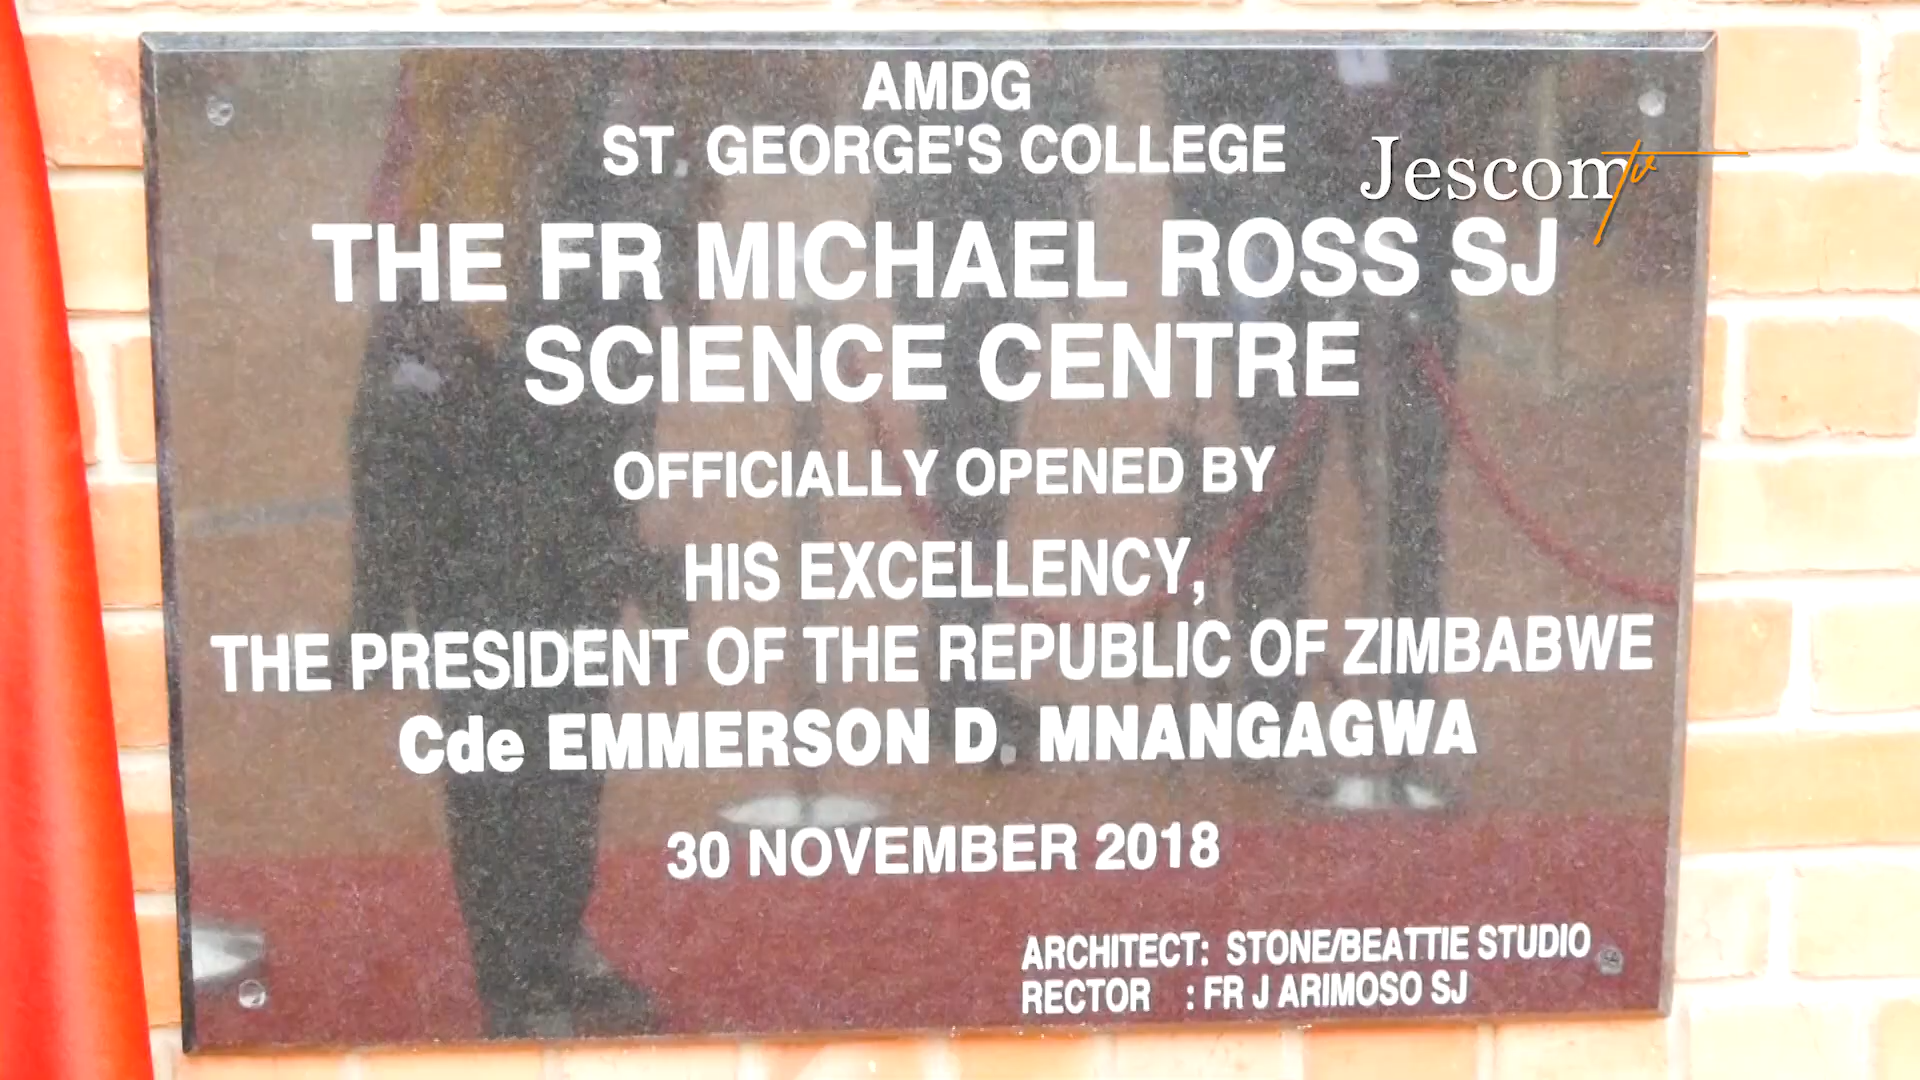 AMDG
ST. GEORGE'S COLLEGE
Jescom tv
THE FR MICHAEL ROSS SJ
SCIENCE CENTRE
OFFICIALLY OPENED BY
HIS EXCELLENCY,
THE PRESIDENT OF THE REPUBLIC OF ZIMBABWE
Cde EMMERSON D. MNANGAGWA
30 NOVEMBER 2018
ARCHITECT: STONE/BEATTIE STUDIO
RECTOR : FR J ARIMOSO SJ